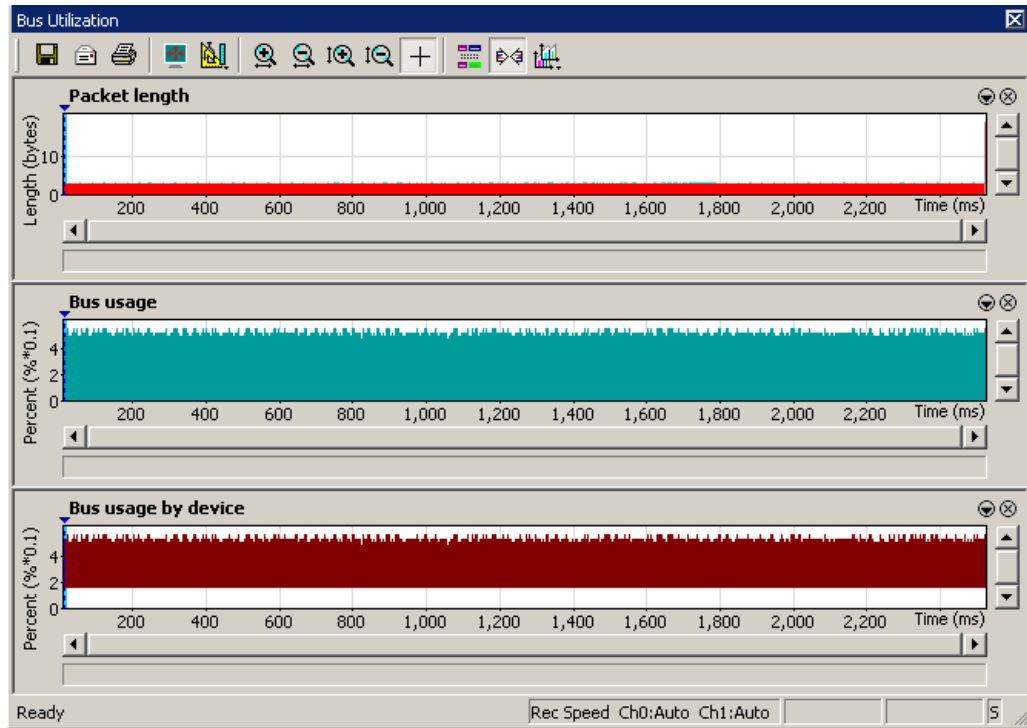 Bus Utilization
Packet length
Length (bytes)
10
0
200 400 600 800 1,000 1,200 1,400 1,600 1,800 2,000 2,200 Time (ms)
Bus usage
Percent (%*0.1)
4
2
0
200 400 600 800 1,000 1,200 1,400 1,600 1,800 2,000 2,200 Time (ms)
Bus usage by device
Percent (%*0.1)
4
2
0
200 400 600 800 1,000 1,200 1,400 1,600 1,800 2,000 2,200 Time (ms)
Ready Rec Speed Ch0:Auto Ch1:Auto S